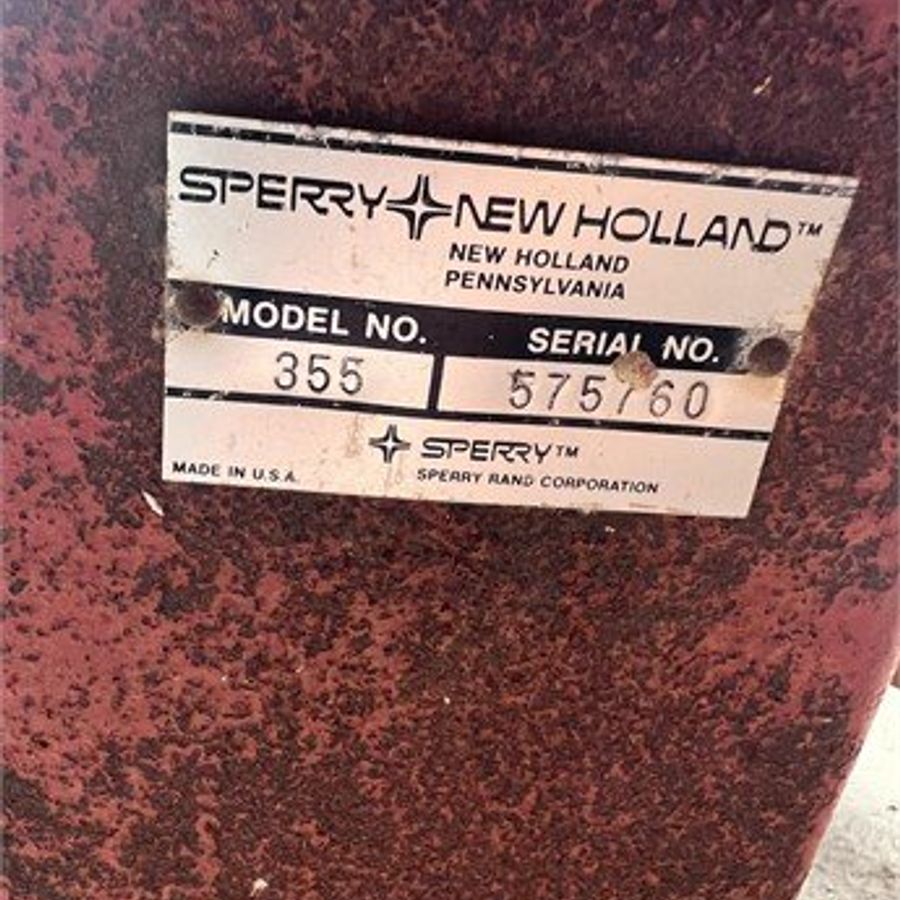 SPERRY NEW HOLLAND™
NEW HOLLAND
PENNSYLVANIA
MODEL NO. SERIAL NO.
355 575760
SPERRY™
MADE IN U.S.A. SPERRY RAND CORPORATION